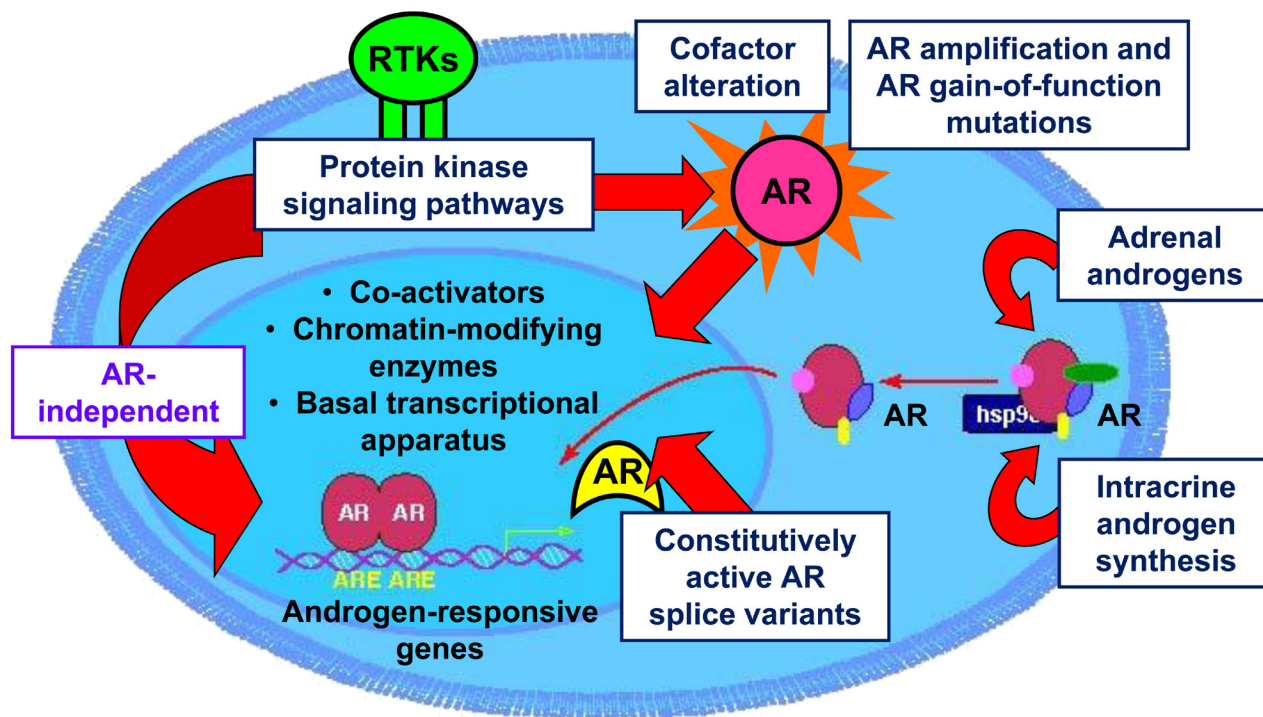 RTKs
Cofactor
alteration
AR amplification and
AR gain-of-function
mutations
Protein kinase
signaling pathways
AR
Adrenal
androgens
• Co-activators
• Chromatin-modifying
enzymes
• Basal transcriptional
apparatus
AR-
independent
AR
hsp90
AR
AR
AR AR
ARE ARE
Androgen-responsive
genes
Constitutively
active AR
splice variants
Intracrine
androgen
synthesis